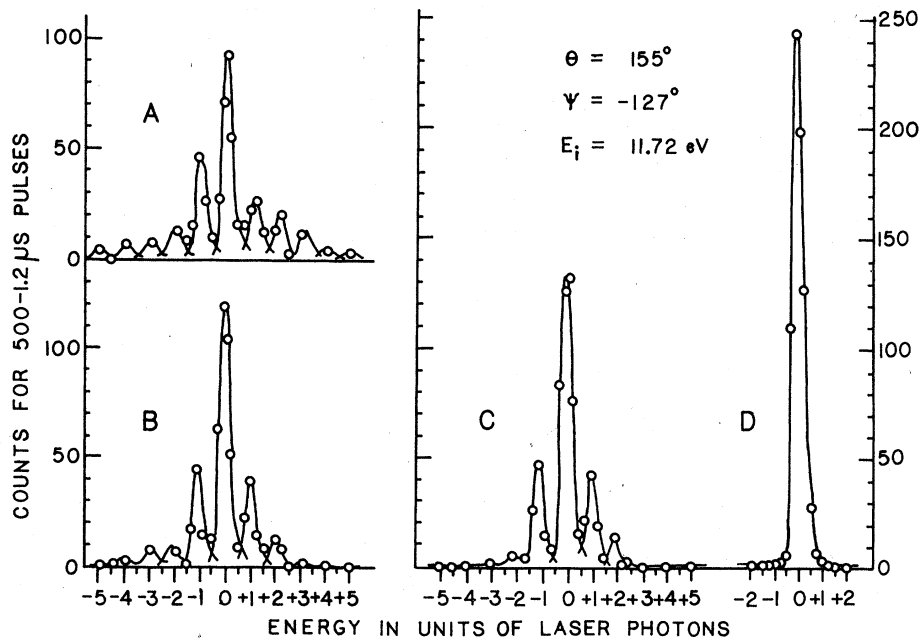 COUNTS FOR 500-1.2 µS PULSES
100
50
0
A
100
50
0
B
θ = 155°
Ψ = -127°
Ei = 11.72 eV
C
D
250
200
150
100
50
0
-5 -4 -3 -2 -1 0 +1 +2 +3 +4 +5
-5 -4 -3 -2 -1 0 +1 +2 +3 +4 +5
-2 -1 0 +1 +2
ENERGY IN UNITS OF LASER PHOTONS